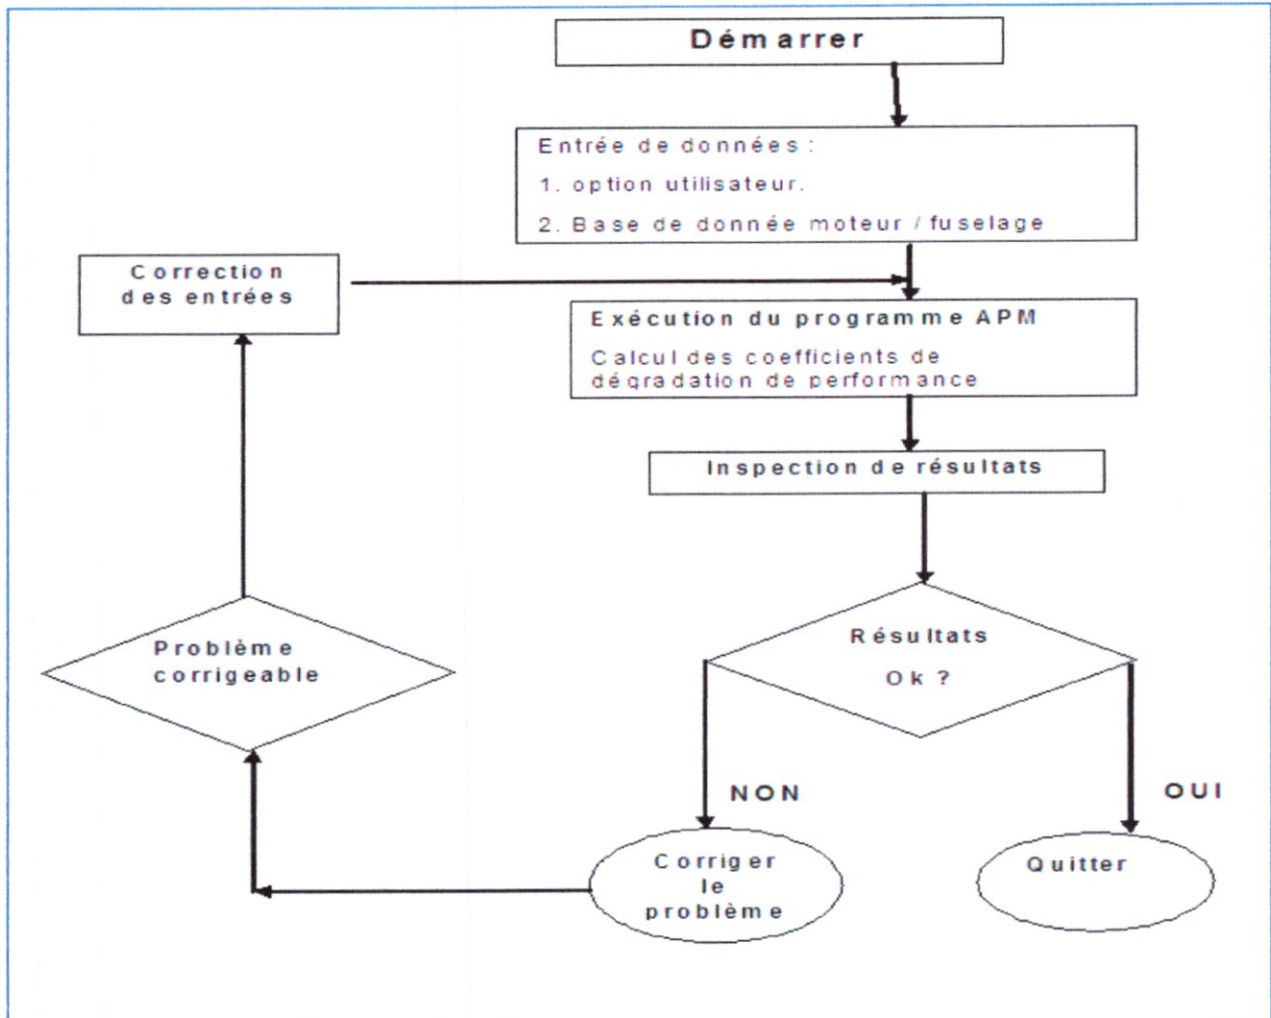 Démarrer
Entrée de données :
1. option utilisateur.
2. Base de donnée moteur / fuselage
Correction
des entrées
Exécution du programme APM
Calcul des coefficients de
dégradation de performance
Inspection de résultats
Résultats
Ok ?
Problème
corrigeable
NON
OUI
Corriger
le
problème
Quitter